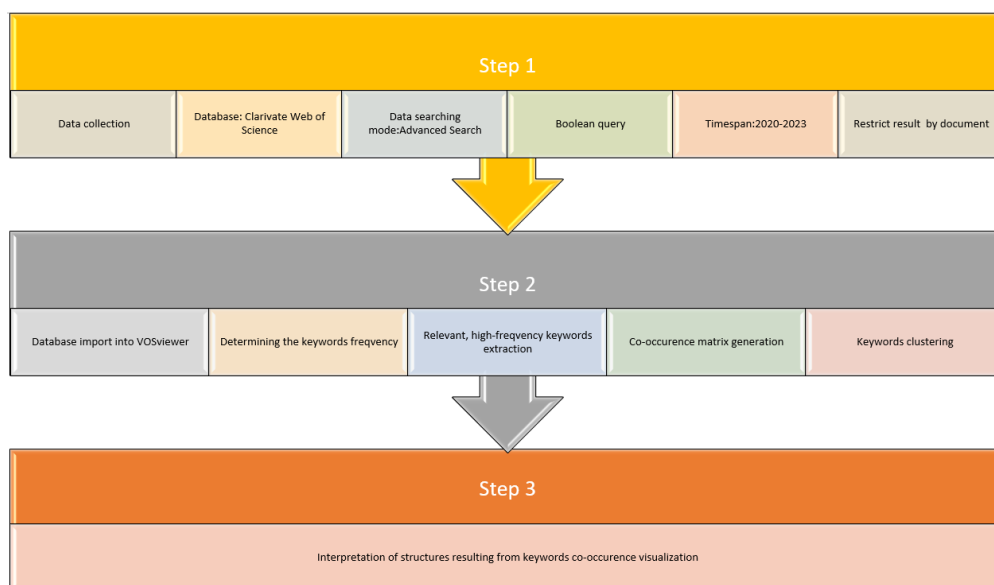 Step 1
Data collection
Database: Clarivate Web of
Science
Data searching
mode:Advanced Search
Boolean query
Timespan:2020-2023
Restrict result by document
Step 2
Database import into VOSviewer
Determining the keywords freqvency
Relevant, high-freqvency keywords
extraction
Co-occurence matrix generation
Keywords clustering
Step 3
Interpretation of structures resulting from keywords co-occurence visualization